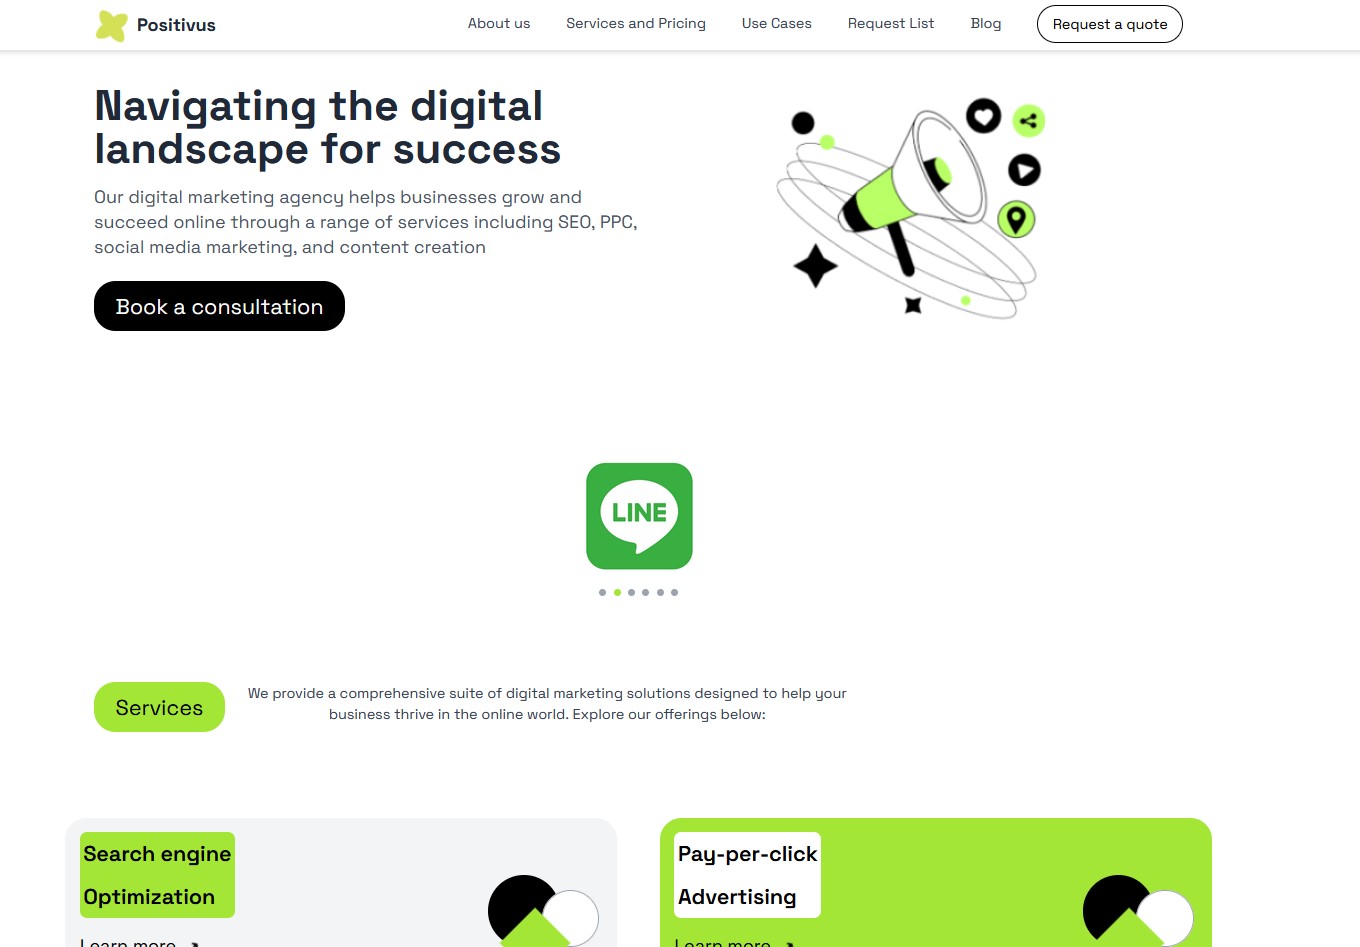 Positivus
About us
Services and Pricing
Use Cases
Request List
Blog
Request a quote
Navigating the digital
landscape for success
Our digital marketing agency helps businesses grow and
succeed online through a range of services including SEO, PPC,
social media marketing, and content creation
Book a consultation
LINE
Services
We provide a comprehensive suite of digital marketing solutions designed to help your
business thrive in the online world. Explore our offerings below:
Search engine
Optimization
Learn more
Pay-per-click
Advertising
Learn more